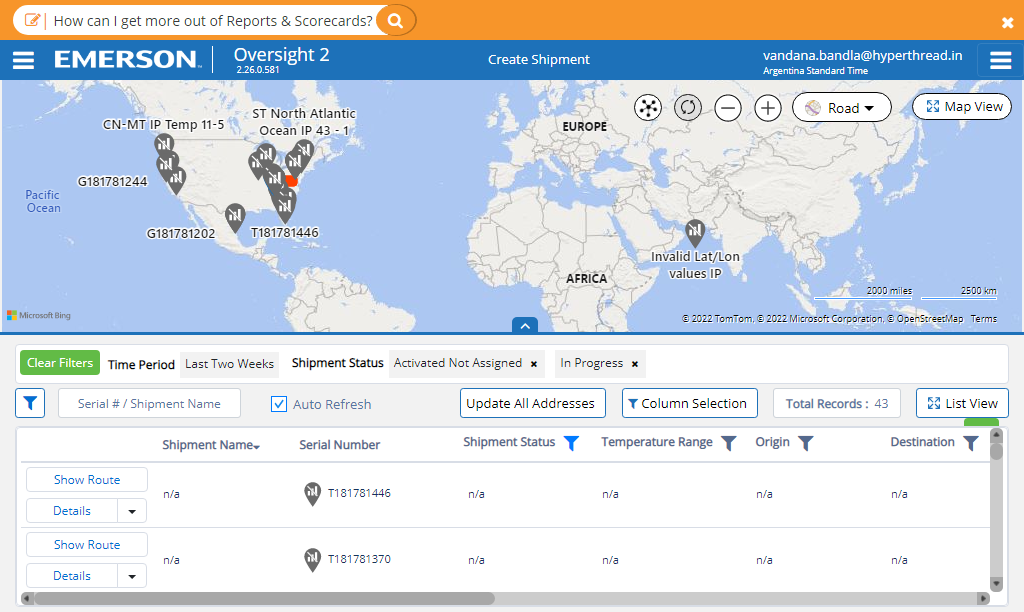 How can I get more out of Reports & Scorecards?
EMERSON
Oversight 2
2.26.0.581
Create Shipment
vandana.bandla@hyperthread.in
Argentina Standard Time
CN-MT IP Temp 11-5
ST North Atlantic
Ocean IP 43 - 1
EUROPE
Road
Map View
G181781244
Pacific
Ocean
G181781202
T181781446
Invalid Lat/Lon
values IP
AFRICA
2000 miles
2500 km
Microsoft Bing
© 2022 TomTom, © 2022 Microsoft Corporation, © OpenStreetMap Terms
Clear Filters
Time Period
Last Two Weeks
Shipment Status
Activated Not Assigned ×
In Progress ×
Serial # / Shipment Name
Auto Refresh
Update All Addresses
Column Selection
Total Records : 43
List View
Shipment Name
Serial Number
Shipment Status
Temperature Range
Origin
Destination
Show Route
Details
n/a
T181781446
n/a
n/a
n/a
n/a
Show Route
Details
n/a
T181781370
n/a
n/a
n/a
n/a